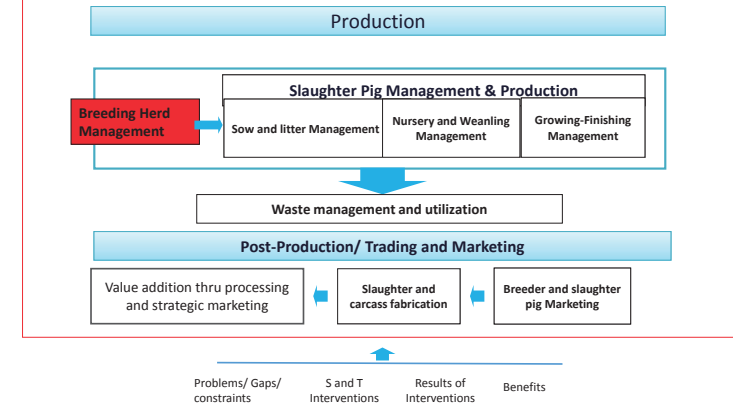 Production
Slaughter Pig Management & Production
Breeding Herd
Management
Sow and litter Management
Nursery and Weanling
Management
Growing-Finishing
Management
Waste management and utilization
Post-Production/ Trading and Marketing
Value addition thru processing
and strategic marketing
Slaughter and
carcass fabrication
Breeder and slaughter
pig Marketing
Problems/ Gaps/
constraints
S and T
Interventions
Results of
Interventions
Benefits